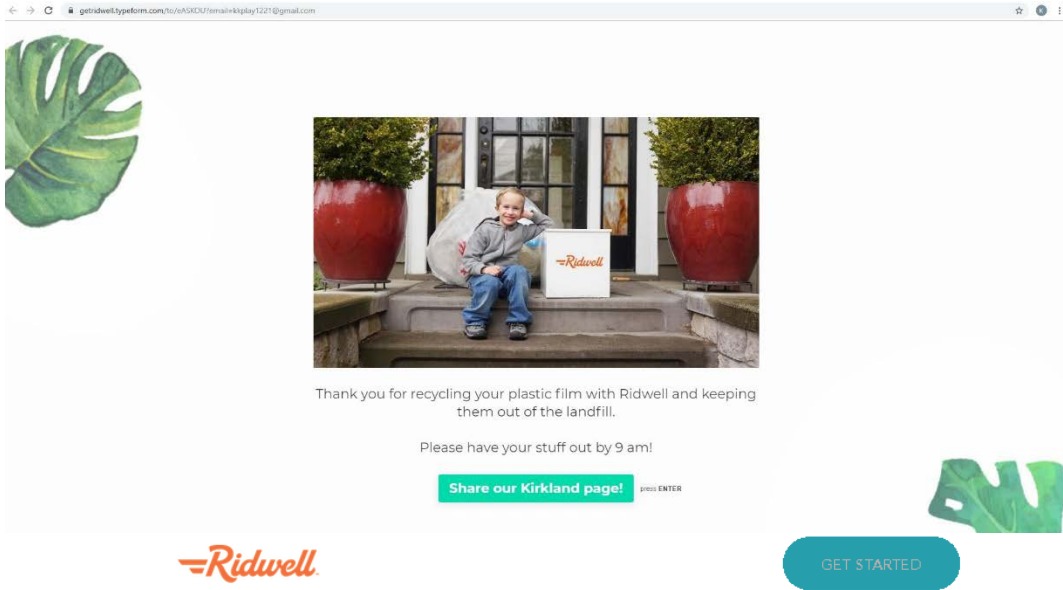 getridwell.typeform.com/to/eASKOU?email=kkplay1221@gmail.com
Ridwell
Thank you for recycling your plastic film with Ridwell and keeping
them out of the landfill.
Please have your stuff out by 9 am!
Share our Kirkland page! press ENTER
Ridwell
GET STARTED